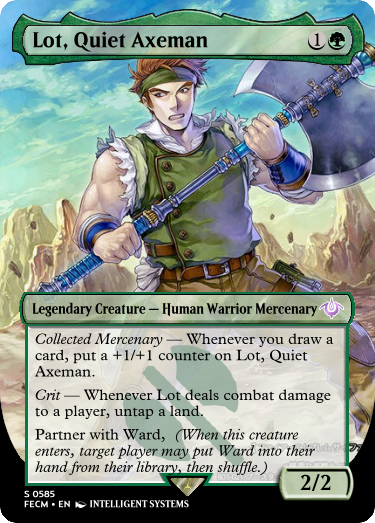 Lot, Quiet Axeman 1
Legendary Creature — Human Warrior Mercenary
Collected Mercenary — Whenever you draw a
card, put a +1/+1 counter on Lot, Quiet
Axeman.
Crit — Whenever Lot deals combat damage
to a player, untap a land.
Partner with Ward,  (When this creature
enters, target player may put Ward into their
hand from their library, then shuffle.)
2/2
S 0585
FECM • EN INTELLIGENT SYSTEMS